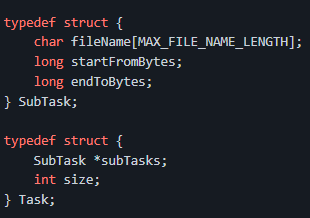 typedef struct {
    char fileName[MAX_FILE_NAME_LENGTH];
    long startFromBytes;
    long endToBytes;
} SubTask;

typedef struct {
    SubTask *subTasks;
    int size;
} Task;